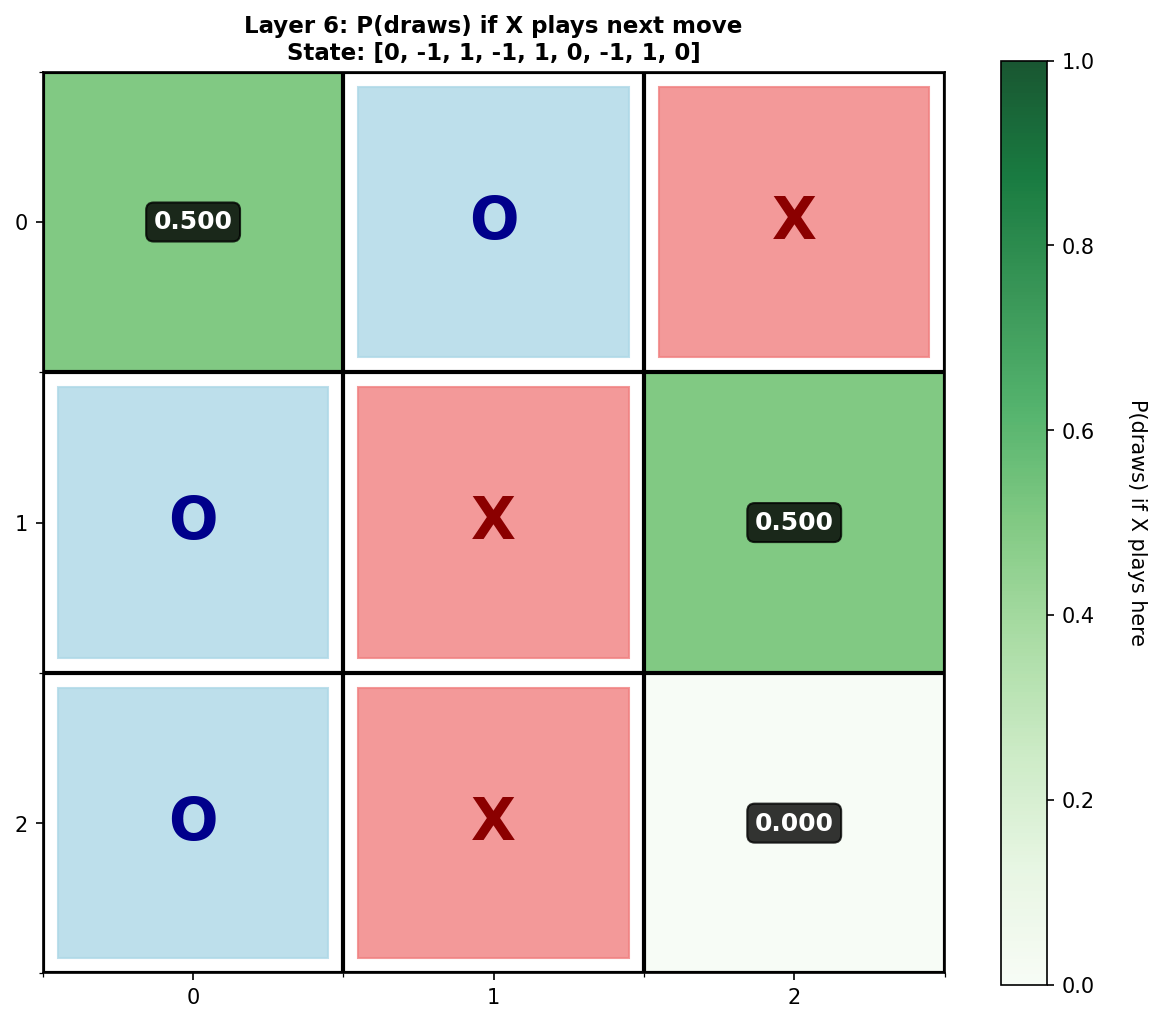 Layer 6: P(draws) if X plays next move
State: [0, -1, 1, -1, 1, 0, -1, 1, 0]
0
0.500
O
X
1
O
X
0.500
2
O
X
0.000
0
1
2
1.0
0.8
0.6
0.4
0.2
0.0
P(draws) if X plays here